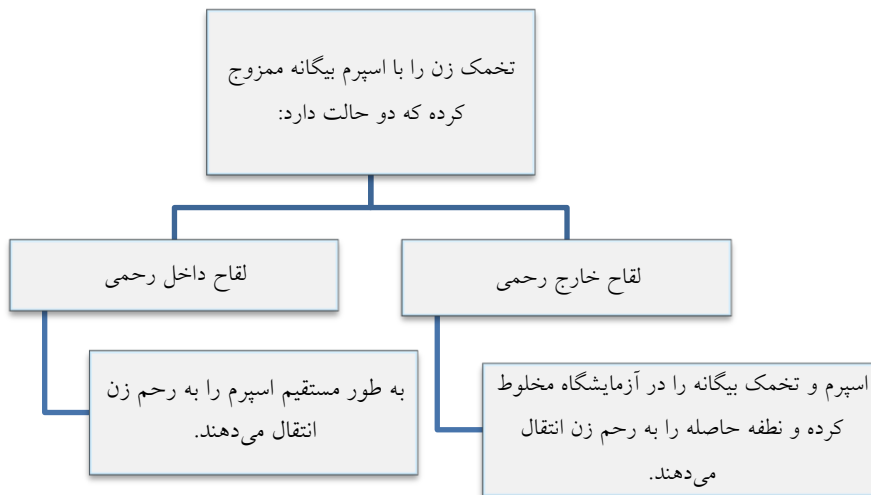 تخمک زن را با اسپرم بیگانه ممزوج
کرده که دو حالت دارد:
لقاح خارج رحمی
لقاح داخل رحمی
اسپرم و تخمک بیگانه را در آزمایشگاه مخلوط
کرده و نطفه حاصله را به رحم زن انتقال
می‌دهند.
به طور مستقیم اسپرم را به رحم زن
انتقال می‌دهند.